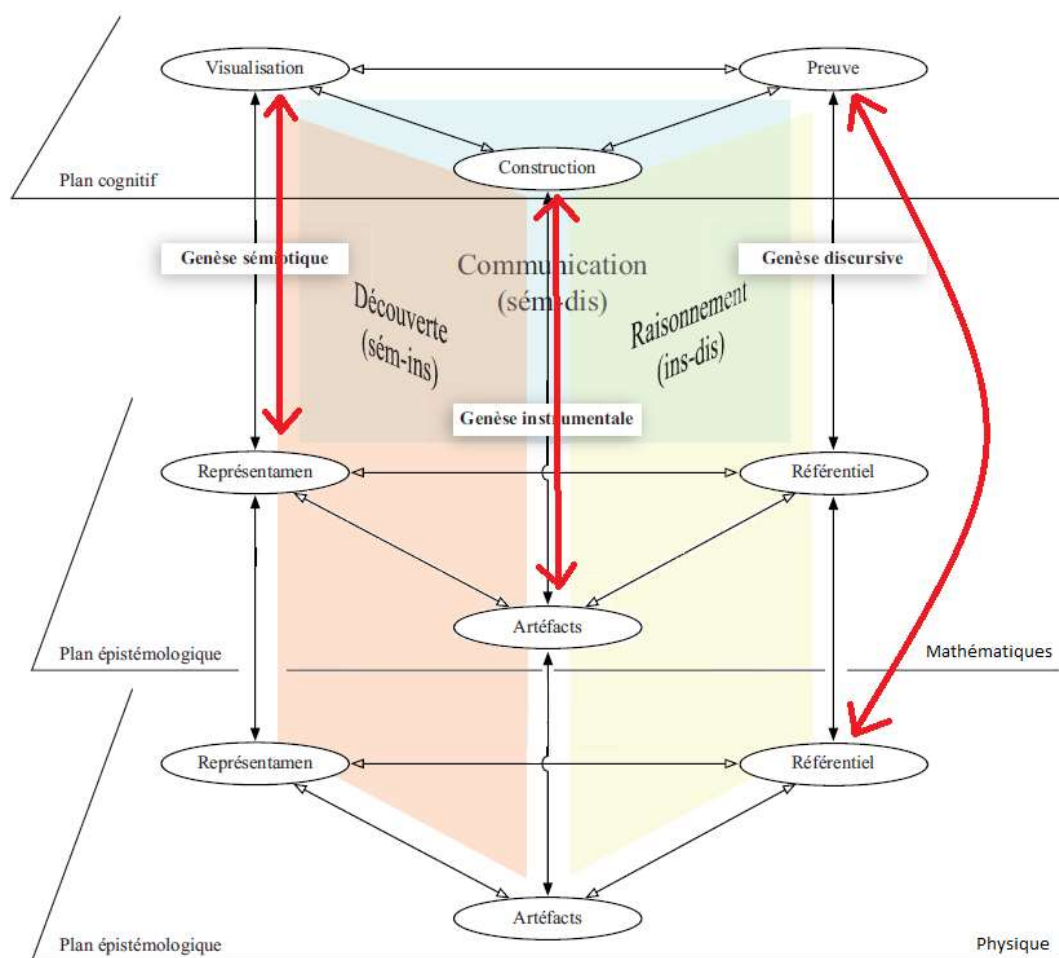 Visualisation
Preuve
Construction
Plan cognitif
Genèse sémiotique
Genèse discursive
Communication
(sém-dis)
Découverte
(sém-ins)
Raisonnement
(ins-dis)
Genèse instrumentale
Représentamen
Référentiel
Artéfacts
Plan épistémologique
Mathématiques
Représentamen
Référentiel
Artéfacts
Plan épistémologique
Physique